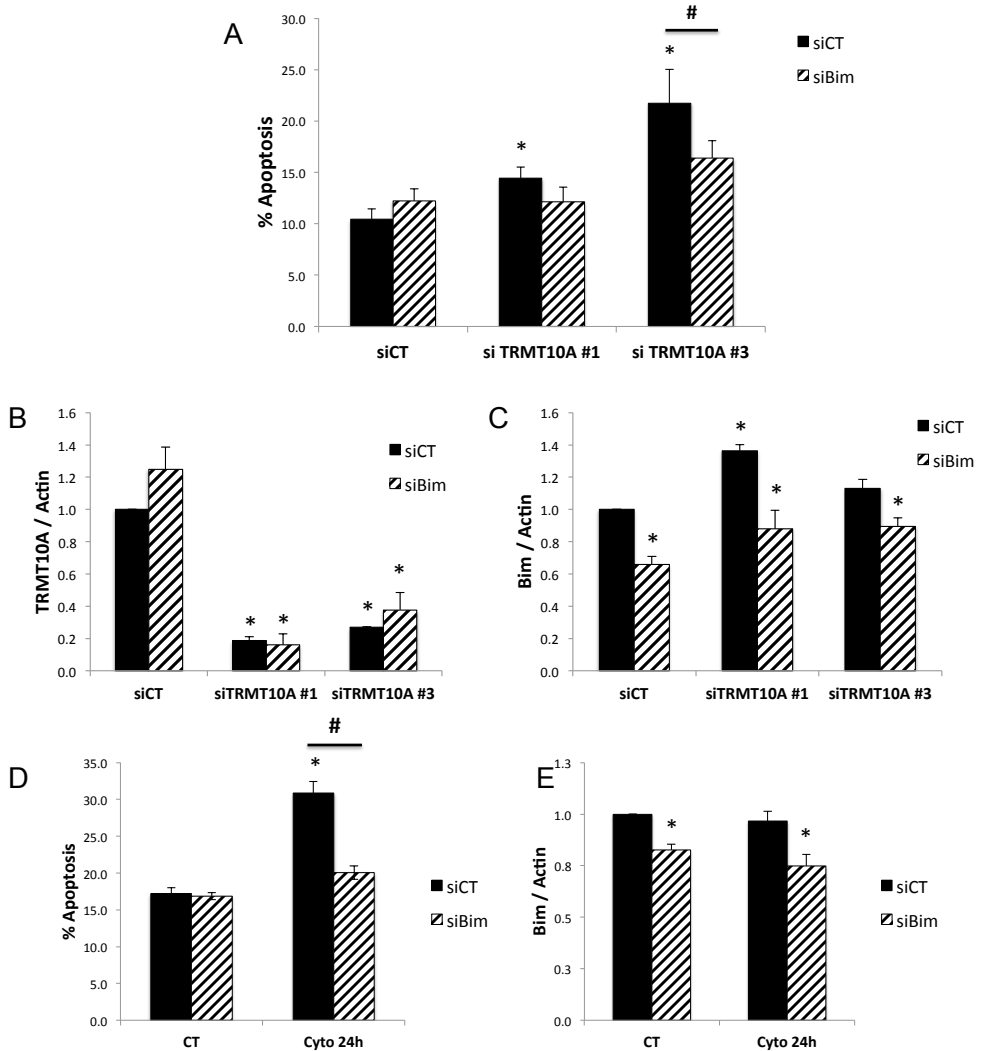 A
#
*
*
siCT
siBim
% Apoptosis
30.0
25.0
20.0
15.0
10.0
5.0
0.0
siCT
si TRMT10A #1
si TRMT10A #3
B
TRMT10A / Actin
1.6
1.4
1.2
1.0
0.8
0.6
0.4
0.2
0.0
siCT
siBim
* *
* *
siCT
siTRMT10A #1
siTRMT10A #3
C
Bim / Actin
1.6
1.4
1.2
1.0
0.8
0.6
0.4
0.2
0.0
siCT
siBim
*
*
*
*
siCT
siTRMT10A #1
siTRMT10A #3
D
#
*
% Apoptosis
35.0
30.0
25.0
20.0
15.0
10.0
5.0
0.0
siCT
siBim
CT
Cyto 24h
E
Bim / Actin
1.3
1.0
0.8
0.5
0.3
0.0
*
*
siCT
siBim
CT
Cyto 24h